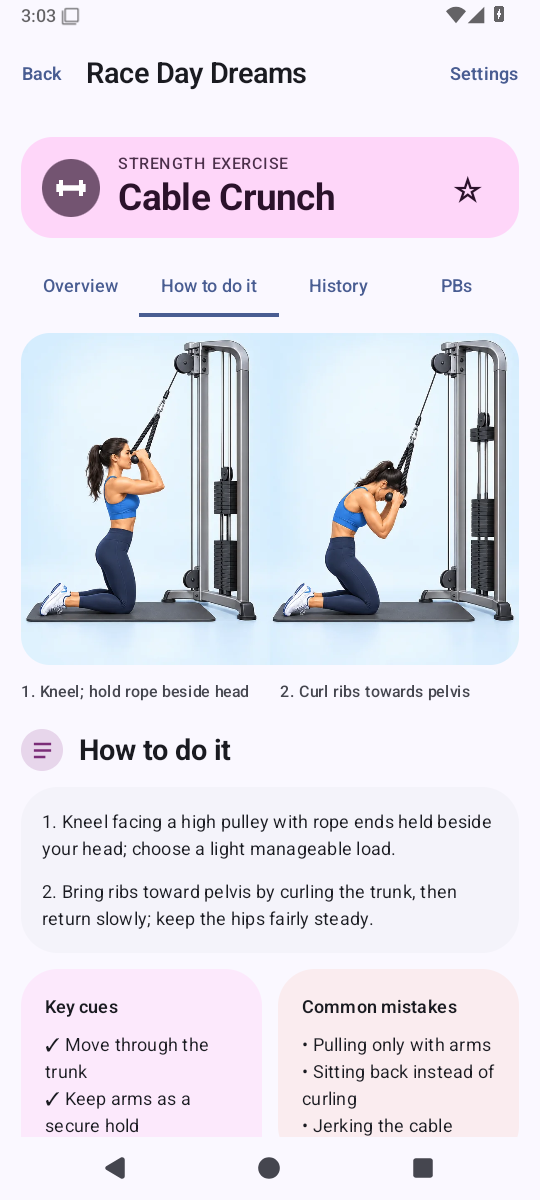 3:03
Back
Race Day Dreams
Settings
STRENGTH EXERCISE
Cable Crunch
Overview
How to do it
History
PBs
1. Kneel; hold rope beside head
2. Curl ribs towards pelvis
How to do it
1. Kneel facing a high pulley with rope ends held beside
your head; choose a light manageable load.
2. Bring ribs toward pelvis by curling the trunk, then
return slowly; keep the hips fairly steady.
Key cues
✓ Move through the
trunk
✓ Keep arms as a
secure hold
Common mistakes
• Pulling only with arms
• Sitting back instead of
curling
• Jerking the cable